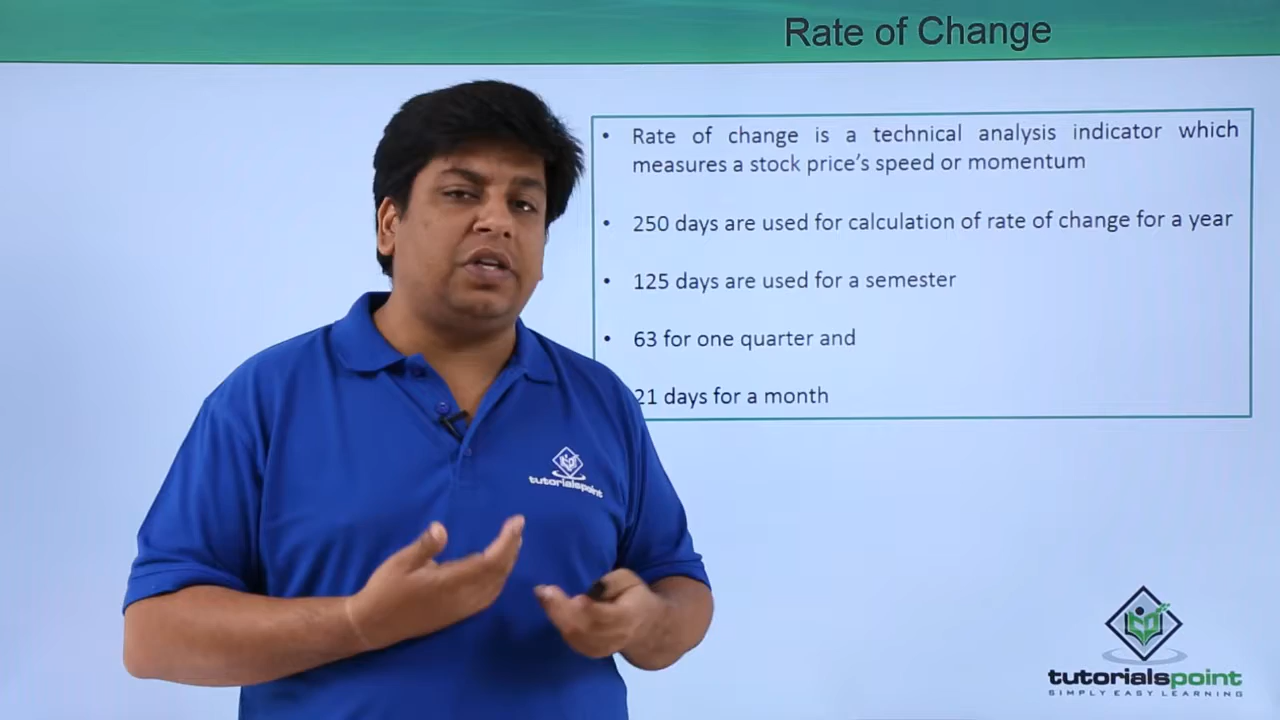 Rate of Change
• Rate of change is a technical analysis indicator which
measures a stock price's speed or momentum
• 250 days are used for calculation of rate of change for a year
• 125 days are used for a semester
• 63 for one quarter and
21 days for a month
tutorialspoint
tutorialspoint
SIMPLY EASY LEARNING